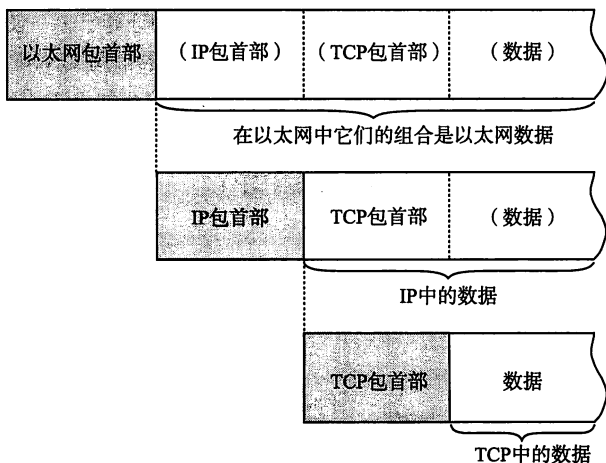 以太网包首部 （IP包首部） （TCP包首部） （数据）
在以太网中它们的组合是以太网数据
IP包首部 TCP包首部 （数据）
IP中的数据
TCP包首部 数据
TCP中的数据